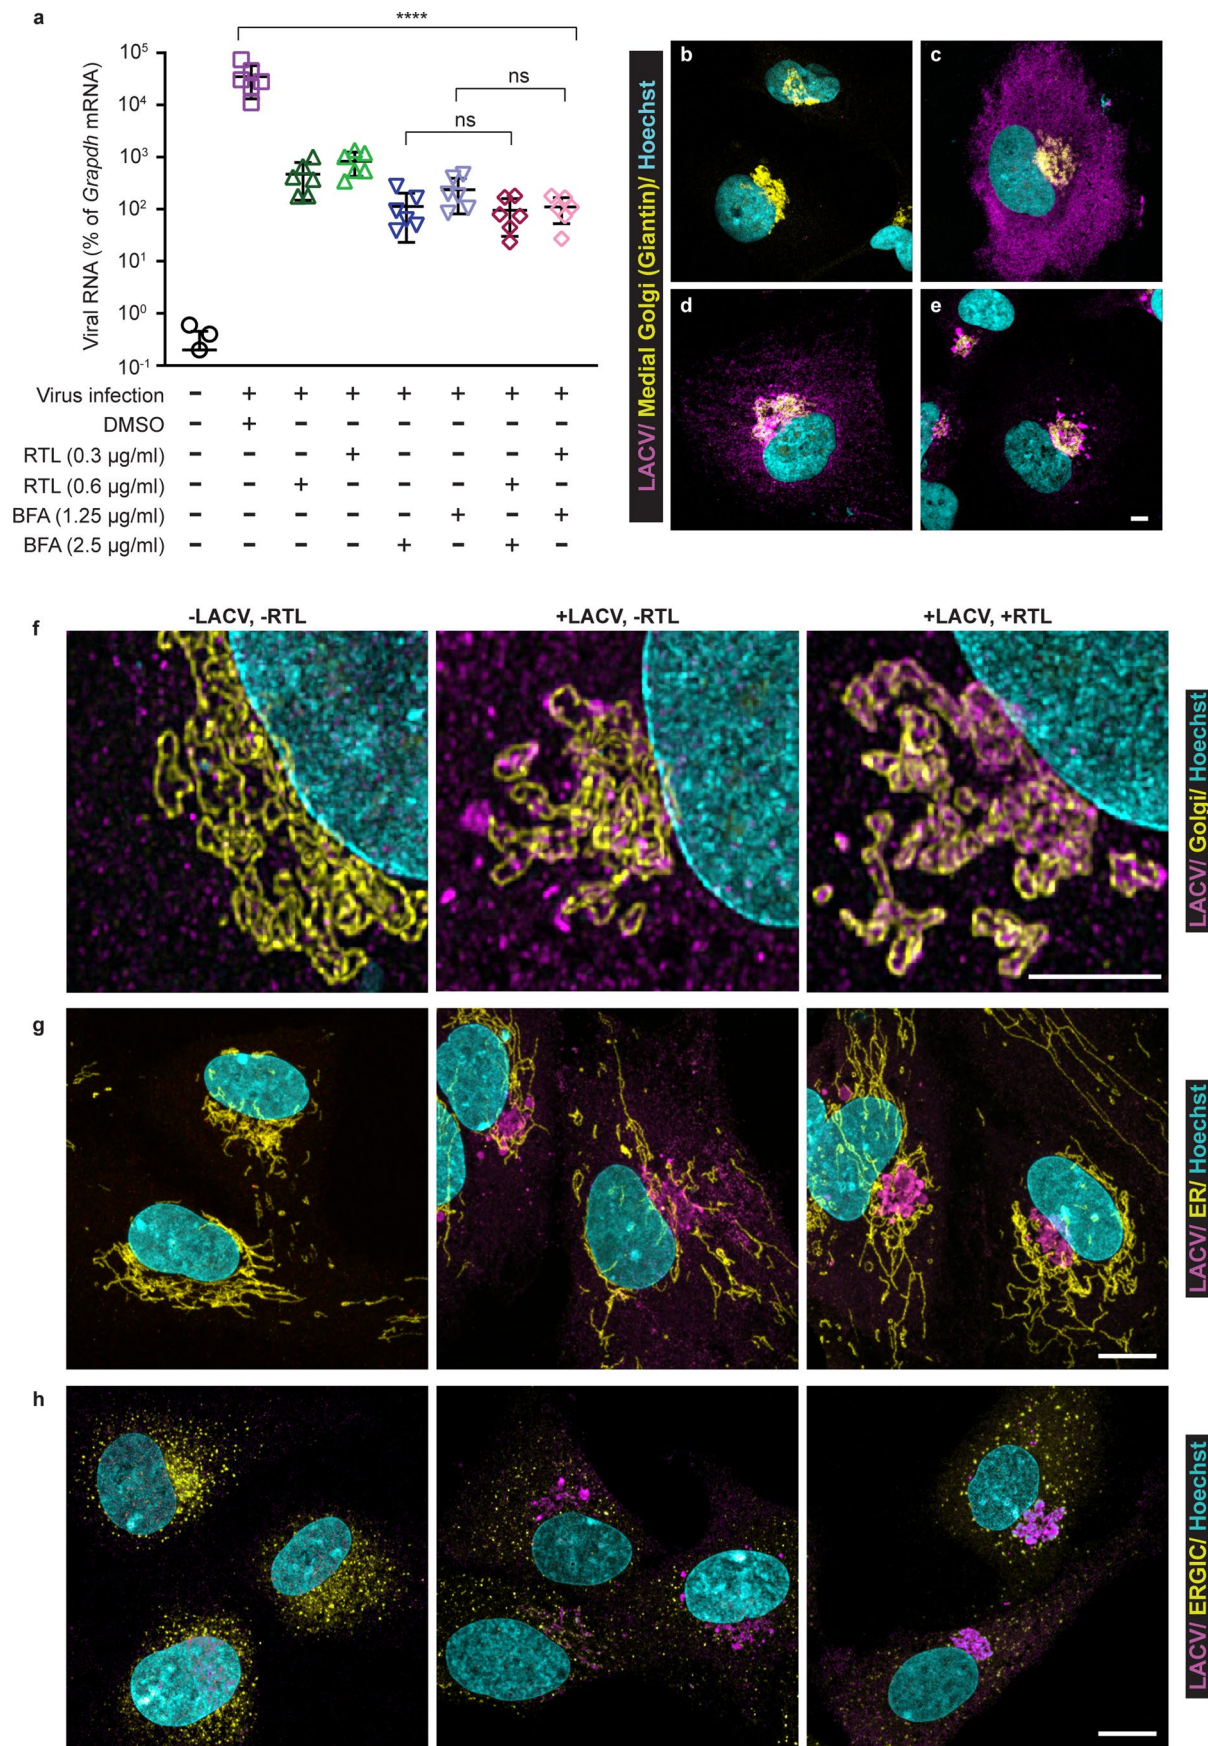 a
****
ns
ns
Viral RNA (% of Grapdh mRNA)
10⁵
10⁴
10³
10²
10¹
10⁰
10⁻¹
Virus infection − + + + + + + +
DMSO − + − − − − − −
RTL (0.3 µg/ml) − − − + − − − +
RTL (0.6 µg/ml) − − + − − − + −
BFA (1.25 µg/ml) − − − − − + − +
BFA (2.5 µg/ml) − − − − + − + −
LACV/ Medial Golgi (Giantin)/ Hoechst
b
c
d
e
-LACV, -RTL
+LACV, -RTL
+LACV, +RTL
f
LACV/ Golgi/ Hoechst
g
LACV/ ER/ Hoechst
h
LACV/ ERGIC/ Hoechst